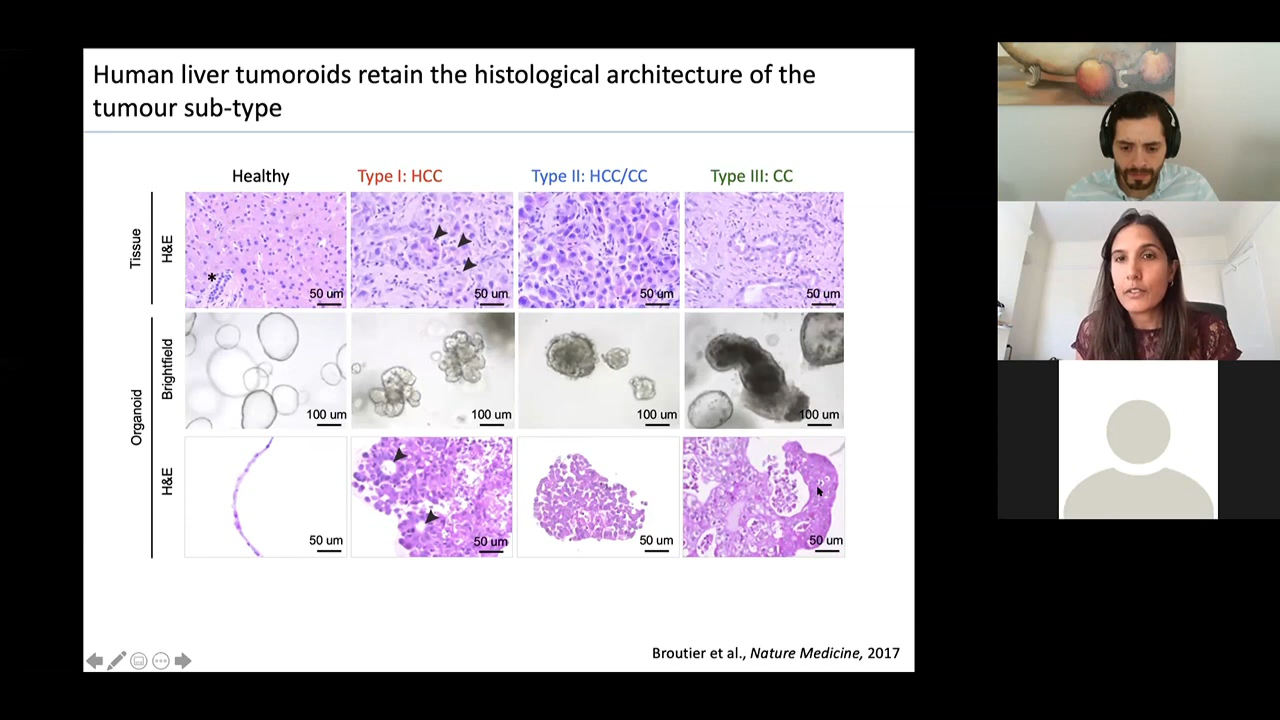 Human liver tumoroids retain the histological architecture of the
tumour sub-type
Healthy
Type I: HCC
Type II: HCC/CC
Type III: CC
Tissue
H&E
*
50 um
50 um
50 um
50 um
Organoid
Brightfield
100 um
100 um
100 um
100 um
H&E
50 um
50 um
50 um
50 um
Broutier et al., Nature Medicine, 2017